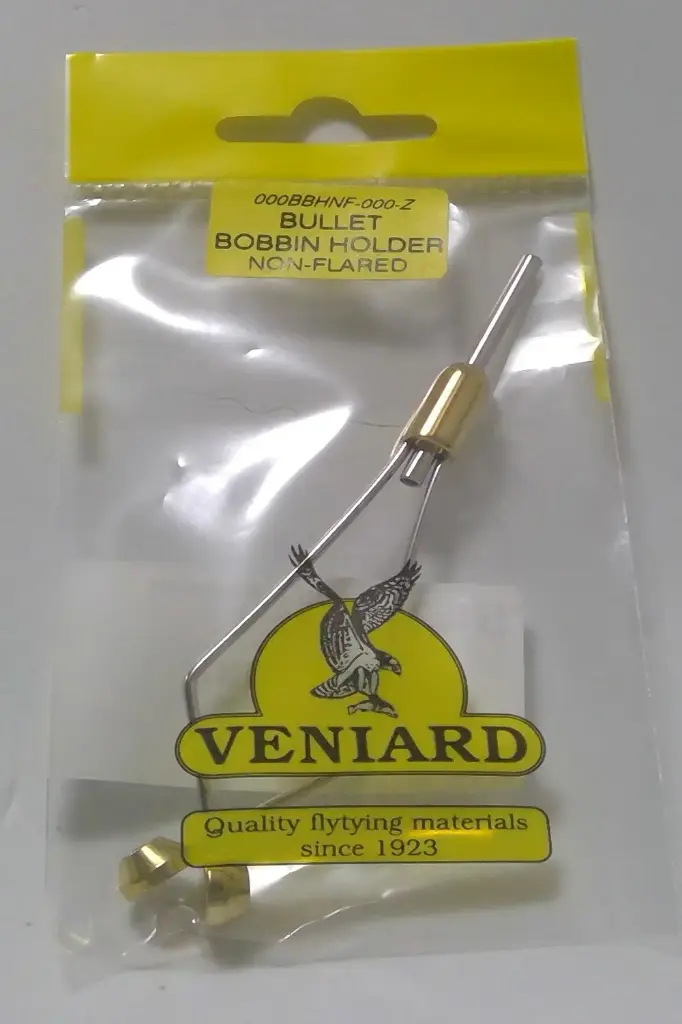 000BBHNF-000-Z
BULLET
BOBBIN HOLDER
NON-FLARED
VENIARD
Quality flytying materials
since 1923